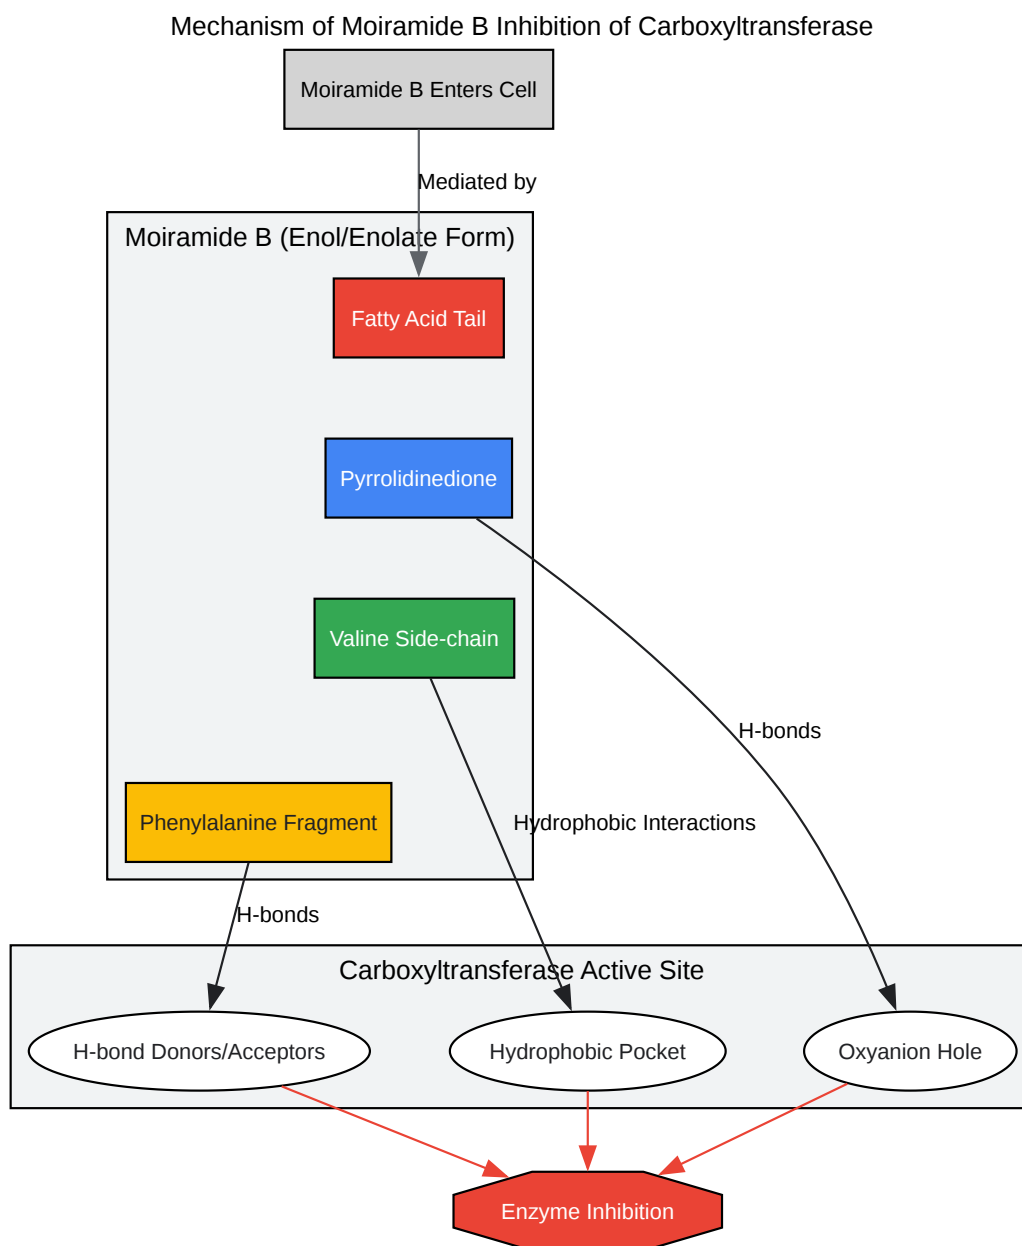 Mechanism of Moiramide B Inhibition of Carboxyltransferase
Moiramide B Enters Cell
Mediated by
Moiramide B (Enol/Enolate Form)
Fatty Acid Tail
Pyrrolidinedione
Valine Side-chain
H-bonds
Phenylalanine Fragment
Hydrophobic Interactions
H-bonds
Carboxyltransferase Active Site
H-bond Donors/Acceptors
Hydrophobic Pocket
Oxyanion Hole
Enzyme Inhibition